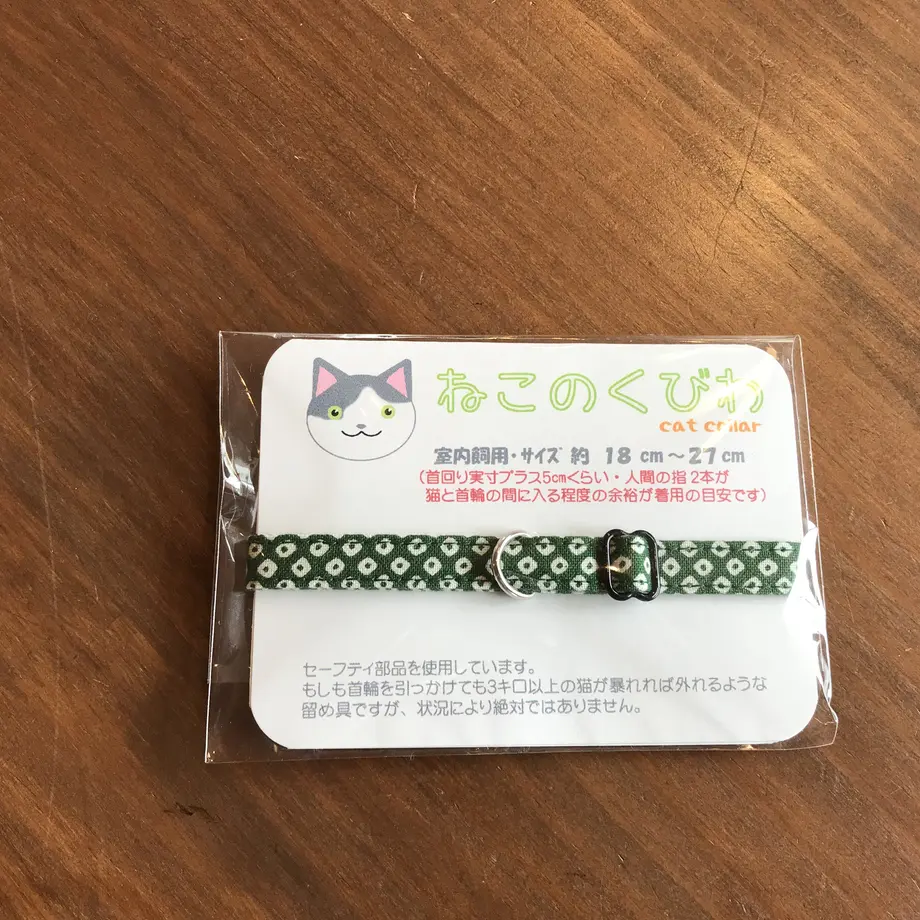 ねこのくびわ
cat collar
室内飼用・サイズ 約 18 cm～27 cm
(首回り実寸プラス5cmくらい・人間の指 2本が
猫と首輪の間に入る程度の余裕が着用の目安です)
セーフティ部品を使用しています。
もしも首輪を引っかけても3キロ以上の猫が暴れれば外れるような
留め具ですが、状況により絶対ではありません。